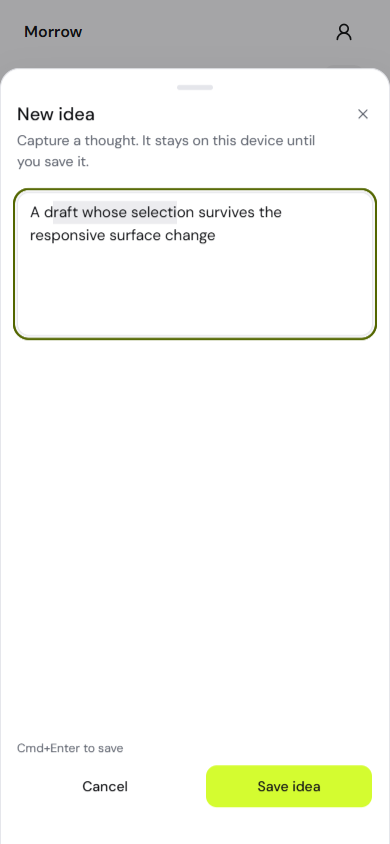 Morrow
New idea
Capture a thought. It stays on this device until
you save it.
A draft whose selection survives the
responsive surface change
Cmd+Enter to save
Cancel
Save idea